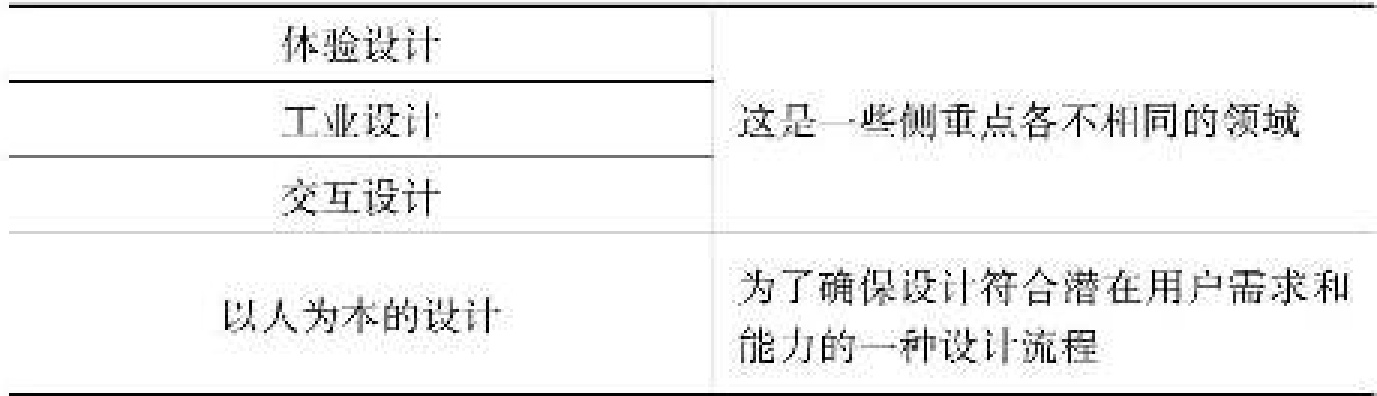 体验设计
工业设计
交互设计
这是一些侧重点各不相同的领域
以人为本的设计
为了确保设计符合潜在用户需求和
能力的一种设计流程